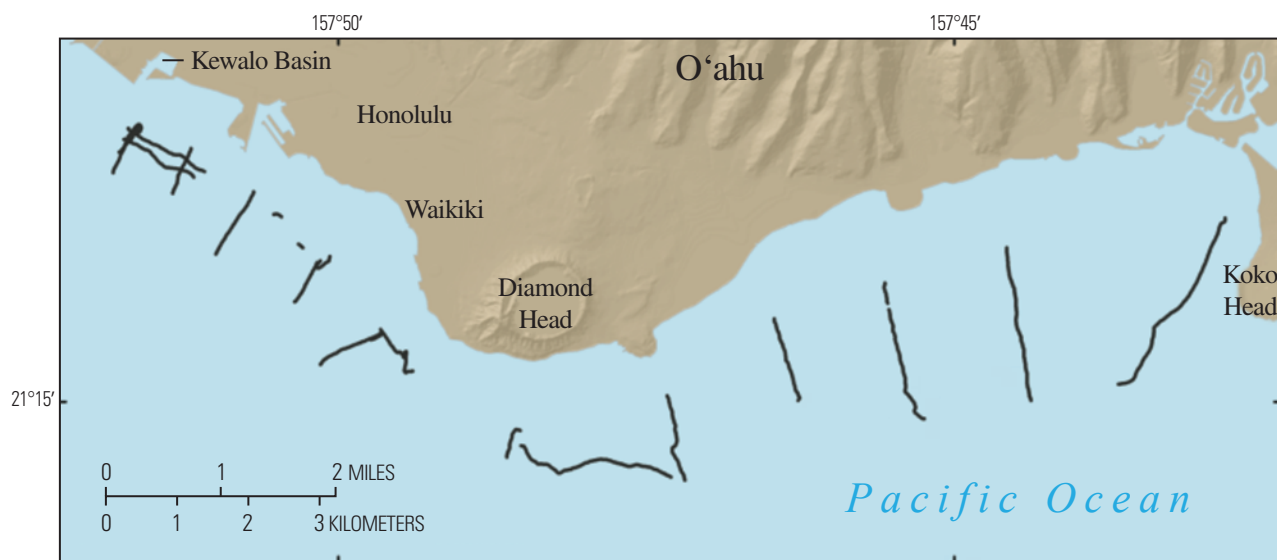 157°50′
157°45′
Kewalo Basin
O‘ahu
Honolulu
Waikiki
Diamond
Head
Koko
Head
21°15′
0 1 2 MILES
0 1 2 3 KILOMETERS
Pacific Ocean